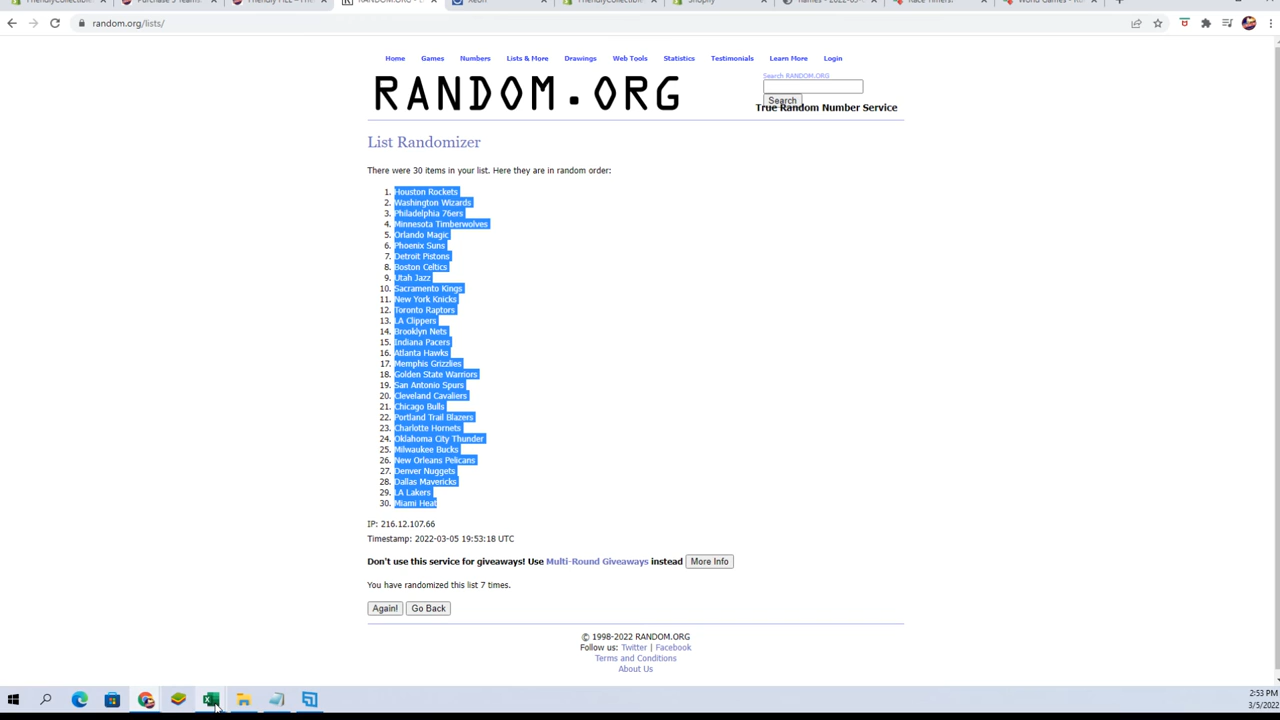 random.org/lists/
Home Games Numbers Lists & More Drawings Web Tools Statistics Testimonials Learn More Login
RANDOM.ORG
Search RANDOM.ORG
Search
True Random Number Service
List Randomizer
There were 30 items in your list. Here they are in random order:
1. Houston Rockets
2. Washington Wizards
3. Philadelphia 76ers
4. Minnesota Timberwolves
5. Orlando Magic
6. Phoenix Suns
7. Detroit Pistons
8. Boston Celtics
9. Utah Jazz
10. Sacramento Kings
11. New York Knicks
12. Toronto Raptors
13. LA Clippers
14. Brooklyn Nets
15. Indiana Pacers
16. Atlanta Hawks
17. Memphis Grizzlies
18. Golden State Warriors
19. San Antonio Spurs
20. Cleveland Cavaliers
21. Chicago Bulls
22. Portland Trail Blazers
23. Charlotte Hornets
24. Oklahoma City Thunder
25. Milwaukee Bucks
26. New Orleans Pelicans
27. Denver Nuggets
28. Dallas Mavericks
29. LA Lakers
30. Miami Heat
IP: 216.12.107.66
Timestamp: 2022-03-05 19:53:18 UTC
Don't use this service for giveaways! Use Multi-Round Giveaways instead More Info
You have randomized this list 7 times.
Again! Go Back
© 1998-2022 RANDOM.ORG
Follow us: Twitter | Facebook
Terms and Conditions
About Us
2:53 PM
3/5/2022